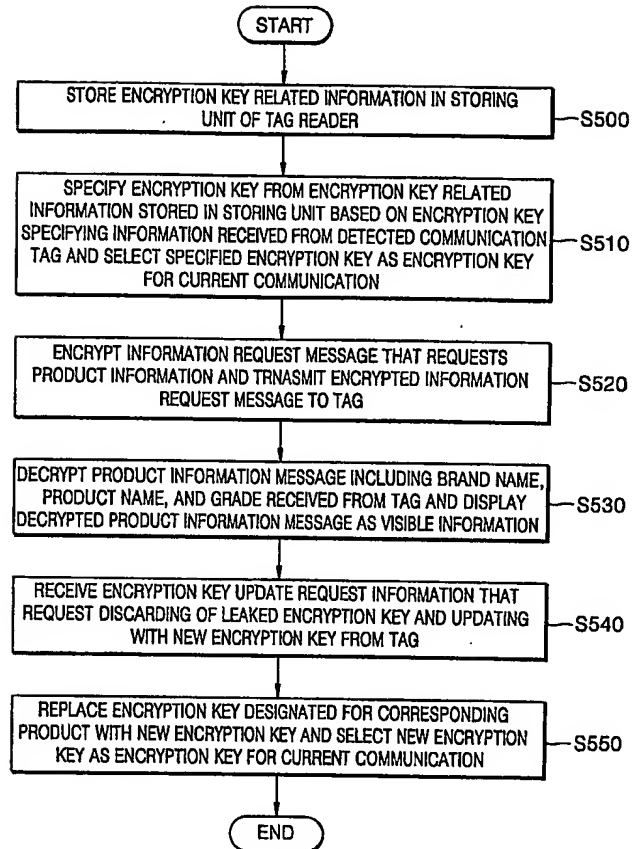 START
STORE ENCRYPTION KEY RELATED INFORMATION IN STORING
UNIT OF TAG READER
S500
SPECIFY ENCRYPTION KEY FROM ENCRYPTION KEY RELATED
INFORMATION STORED IN STORING UNIT BASED ON ENCRYPTION KEY
SPECIFYING INFORMATION RECEIVED FROM DETECTED COMMUNICATION
TAG AND SELECT SPECIFIED ENCRYPTION KEY AS ENCRYPTION KEY
FOR CURRENT COMMUNICATION
S510
ENCRYPT INFORMATION REQUEST MESSAGE THAT REQUESTS
PRODUCT INFORMATION AND TRNASMIT ENCRYPTED INFORMATION
REQUEST MESSAGE TO TAG
S520
DECRYPT PRODUCT INFORMATION MESSAGE INCLUDING BRAND NAME,
PRODUCT NAME, AND GRADE RECEIVED FROM TAG AND DISPLAY
DECRYPTED PRODUCT INFORMATION MESSAGE AS VISIBLE INFORMATION
S530
RECEIVE ENCRYPTION KEY UPDATE REQUEST INFORMATION THAT
REQUEST DISCARDING OF LEAKED ENCRYPTION KEY AND UPDATING
WITH NEW ENCRYPTION KEY FROM TAG
S540
REPLACE ENCRYPTION KEY DESIGNATED FOR CORRESPONDING
PRODUCT WITH NEW ENCRYPTION KEY AND SELECT NEW ENCRYPTION
KEY AS ENCRYPTION KEY FOR CURRENT COMMUNICATION
S550
END